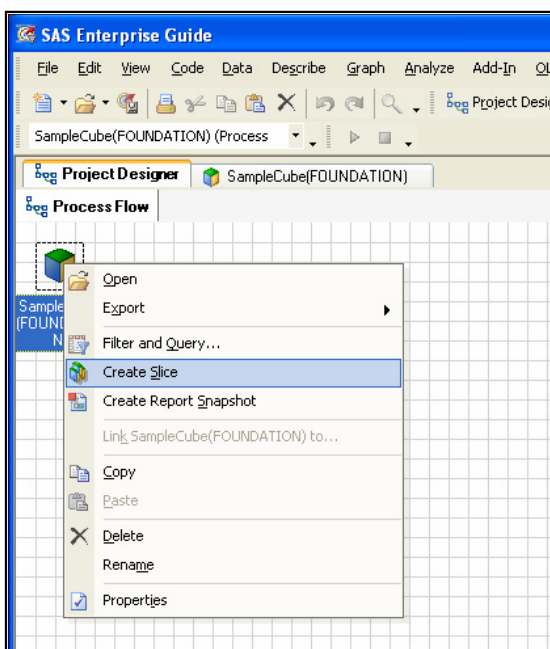 SAS Enterprise Guide
File Edit View Code Data Describe Graph Analyze Add-In
Project Desi
SampleCube(FOUNDATION) (Process
Project Designer SampleCube(FOUNDATION)
Process Flow
Sample
(FOUN
N
Open
Export
Filter and Query...
Create Slice
Create Report Snapshot
Link SampleCube(FOUNDATION) to...
Copy
Paste
Delete
Rename
Properties